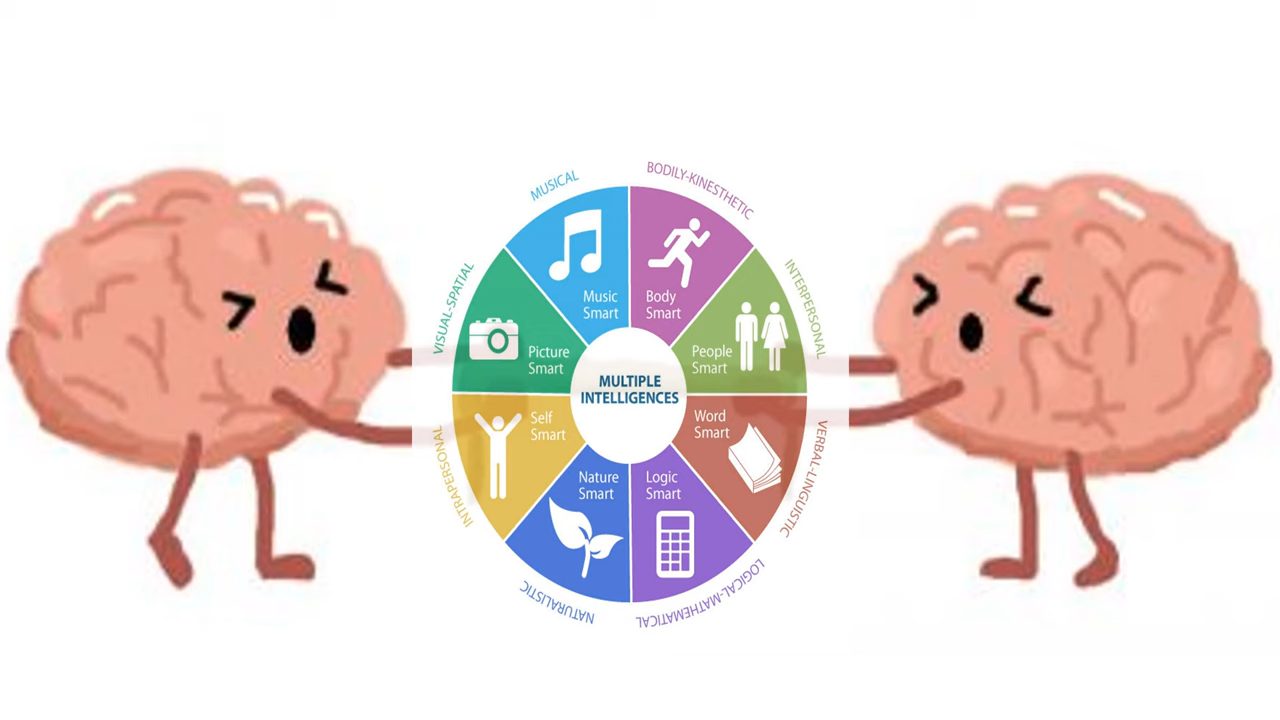 MUSICAL
BODILY-KINESTHETIC
VISUAL-SPATIAL
INTERPERSONAL
Music
Smart
Body
Smart
Picture
Smart
People
Smart
MULTIPLE
INTELLIGENCES
Self
Smart
Word
Smart
Nature
Smart
Logic
Smart
INTRAPERSONAL
VERBAL-LINGUISTIC
NATURALISTIC
LOGICAL-MATHEMATICAL